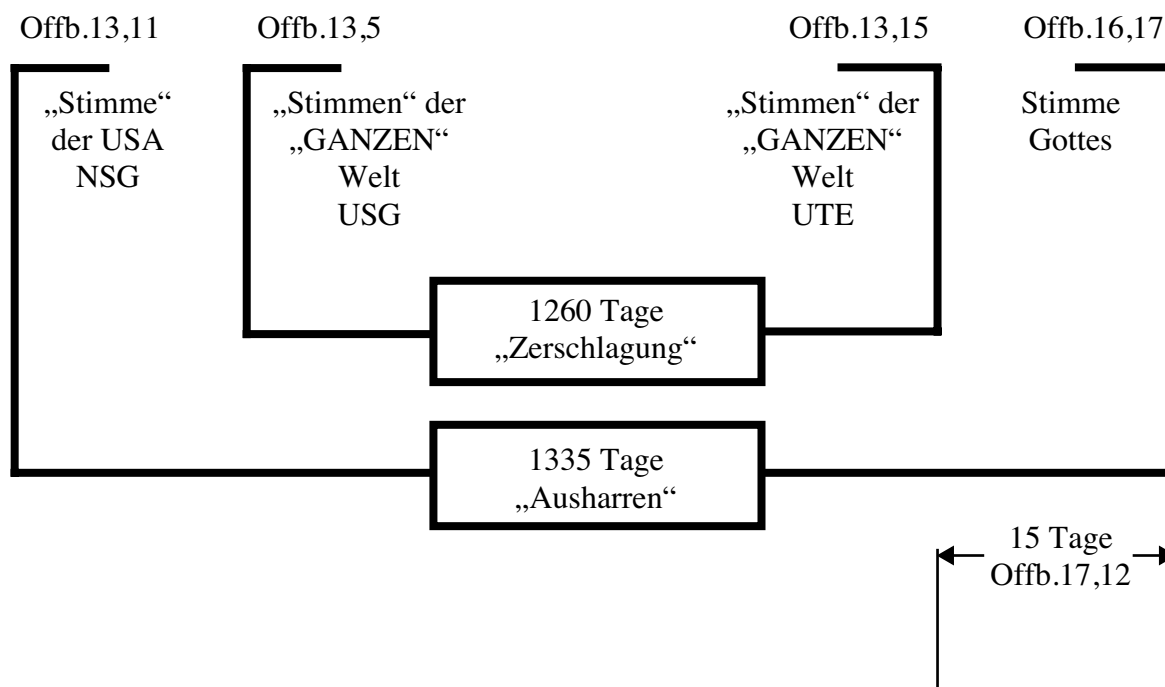 Offb.13,11
„Stimme“
der USA
NSG
Offb.13,5
„Stimmen“ der
„GANZEN“
Welt
USG
Offb.13,15
„Stimmen“ der
„GANZEN“
Welt
UTE
Offb.16,17
Stimme
Gottes
1260 Tage
„Zerschlagung“
1335 Tage
„Ausharren“
15 Tage
Offb.17,12